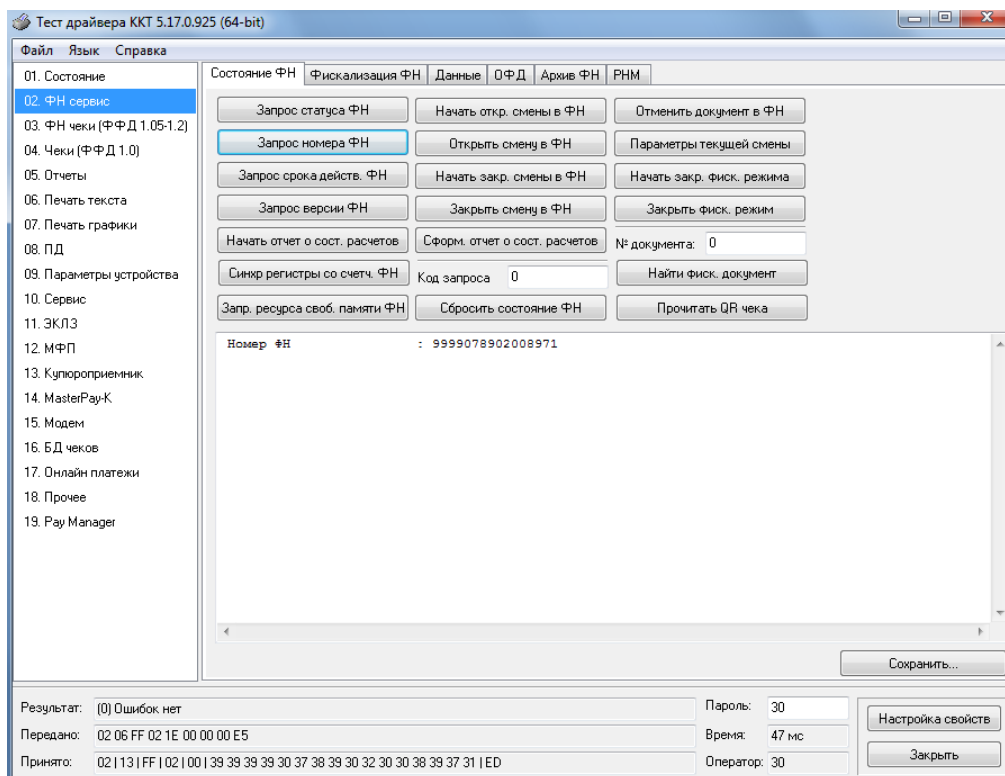 Тест драйвера ККТ 5.17.0.925 (64-bit)
Файл Язык Справка
01. Состояние
02. ФН сервис
03. ФН чеки (ФФД 1.05-1.2)
04. Чеки (ФФД 1.0)
05. Отчеты
06. Печать текста
07. Печать графики
08. ПД
09. Параметры устройства
10. Сервис
11. ЭКЛЗ
12. МФП
13. Купюроприемник
14. MasterPay-K
15. Модем
16. БД чеков
17. Онлайн платежи
18. Прочее
19. Pay Manager
Состояние ФН Фискализация ФН Данные ОФД Архив ФН РНМ
Запрос статуса ФН Начать откр. смены в ФН Отменить документ в ФН
Запрос номера ФН Открыть смену в ФН Параметры текущей смены
Запрос срока действ. ФН Начать закр. смены в ФН Начать закр. фиск. режима
Запрос версии ФН Закрыть смену в ФН Закрыть фиск. режим
Начать отчет о сост. расчетов Сформ. отчет о сост. расчетов № документа: 0
Синхр регистры со счетч. ФН Код запроса 0 Найти фиск. документ
Запр. ресурса своб. памяти ФН Сбросить состояние ФН Прочитать QR чека
Номер ФН : 9999078902008971
Сохранить...
Результат: (0) Ошибок нет Пароль: 30 Настройка свойств
Передано: 02 06 FF 02 1E 00 00 00 E5 Время: 47 мс
Принято: 02 | 13 | FF | 02 | 00 | 39 39 39 39 30 37 38 39 30 32 30 30 38 39 37 31 | ED Оператор: 30 Закрыть